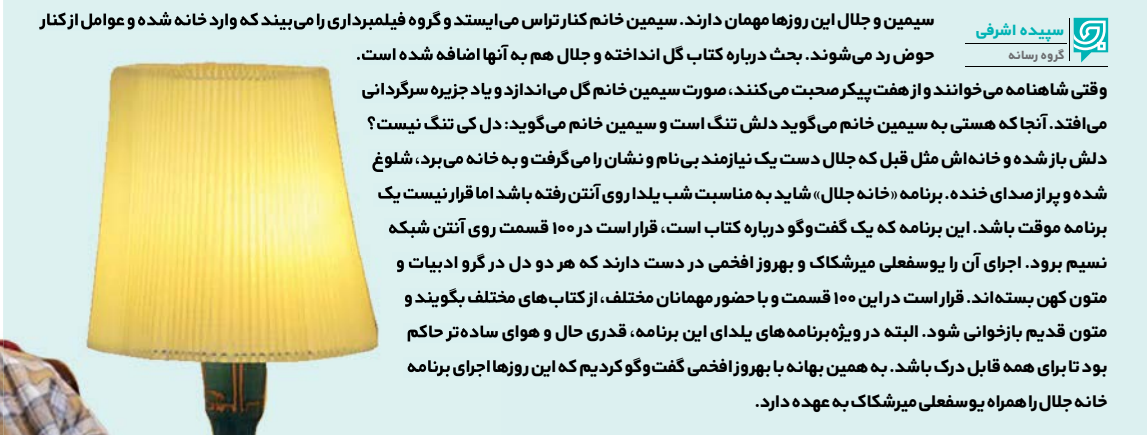 سپیده اشرفی
گروه رسانه
سیمین و جلال این روزها مهمان دارند. سیمین خانم کنار تراس می‌ایستد و گروه فیلمبرداری را می‌بیند که وارد خانه شده و عوامل از کنار
حوض رد می‌شوند. بحث درباره کتاب گل انداخته و جلال هم به آنها اضافه شده است.
وقتی شاهنامه می‌خوانند و از هفت‌پیکر صحبت می‌کنند، صورت سیمین خانم گل می‌اندازد و یاد جزیره سرگردانی
می‌افتد. آنجا که هستی به سیمین خانم می‌گوید دلش تنگ است و سیمین خانم می‌گوید: دل کی تنگ نیست؟
دلش باز شده و خانه‌اش مثل قبل که جلال دست یک نیازمند بی‌نام و نشان را می‌گرفت و به خانه می‌برد، شلوغ
شده و پر از صدای خنده. برنامه «خانه جلال» شاید به مناسبت شب یلدا روی آنتن رفته باشد اما قرار نیست یک
برنامه موقت باشد. این برنامه که یک گفت‌وگو درباره کتاب است، قرار است در ۱۰۰ قسمت روی آنتن شبکه
نسیم برود. اجرای آن را یوسفعلی میرشکاک و بهروز افخمی در دست دارند که هر دو دل در گرو ادبیات و
متون کهن بسته‌اند. قرار است در این ۱۰۰ قسمت و با حضور مهمانان مختلف، از کتاب‌های مختلف بگویند و
متون قدیم بازخوانی شود. البته در ویژه‌برنامه‌های یلدای این برنامه، قدری حال و هوای ساده‌تر حاکم
بود تا برای همه قابل درک باشد. به همین بهانه با بهروز افخمی گفت‌وگو کردیم که این روزها اجرای برنامه
خانه جلال را همراه یوسفعلی میرشکاک به عهده دارد.